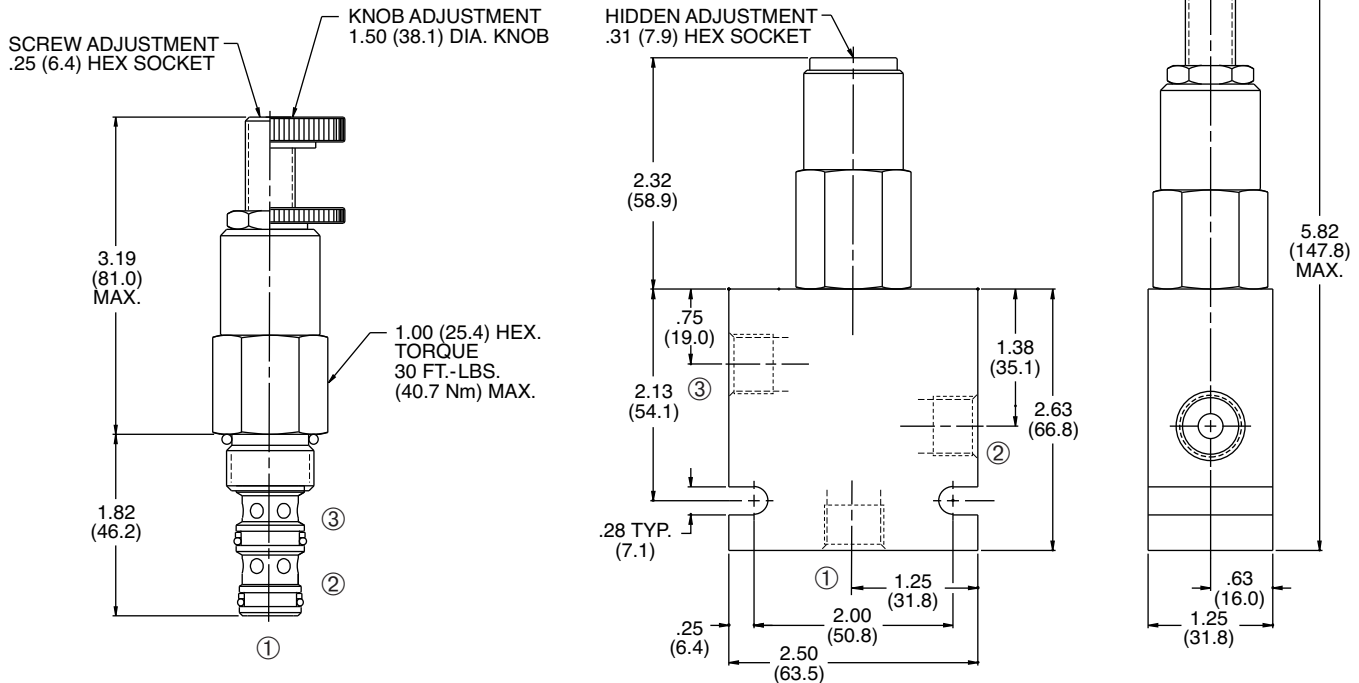 KNOB ADJUSTMENT
1.50 (38.1) DIA. KNOB
SCREW ADJUSTMENT
.25 (6.4) HEX SOCKET
3.19
(81.0)
MAX.
1.00 (25.4) HEX.
TORQUE
30 FT.-LBS.
(40.7 Nm) MAX.
1.82
(46.2)
③
②
①
HIDDEN ADJUSTMENT
.31 (7.9) HEX SOCKET
2.32
(58.9)
.75
(19.0)
③
2.13
(54.1)
1.38
(35.1)
2.63
(66.8)
②
.28 TYP.
(7.1)
①
1.25
(31.8)
.25
(6.4)
2.00
(50.8)
2.50
(63.5)
5.82
(147.8)
MAX.
.63
(16.0)
1.25
(31.8)